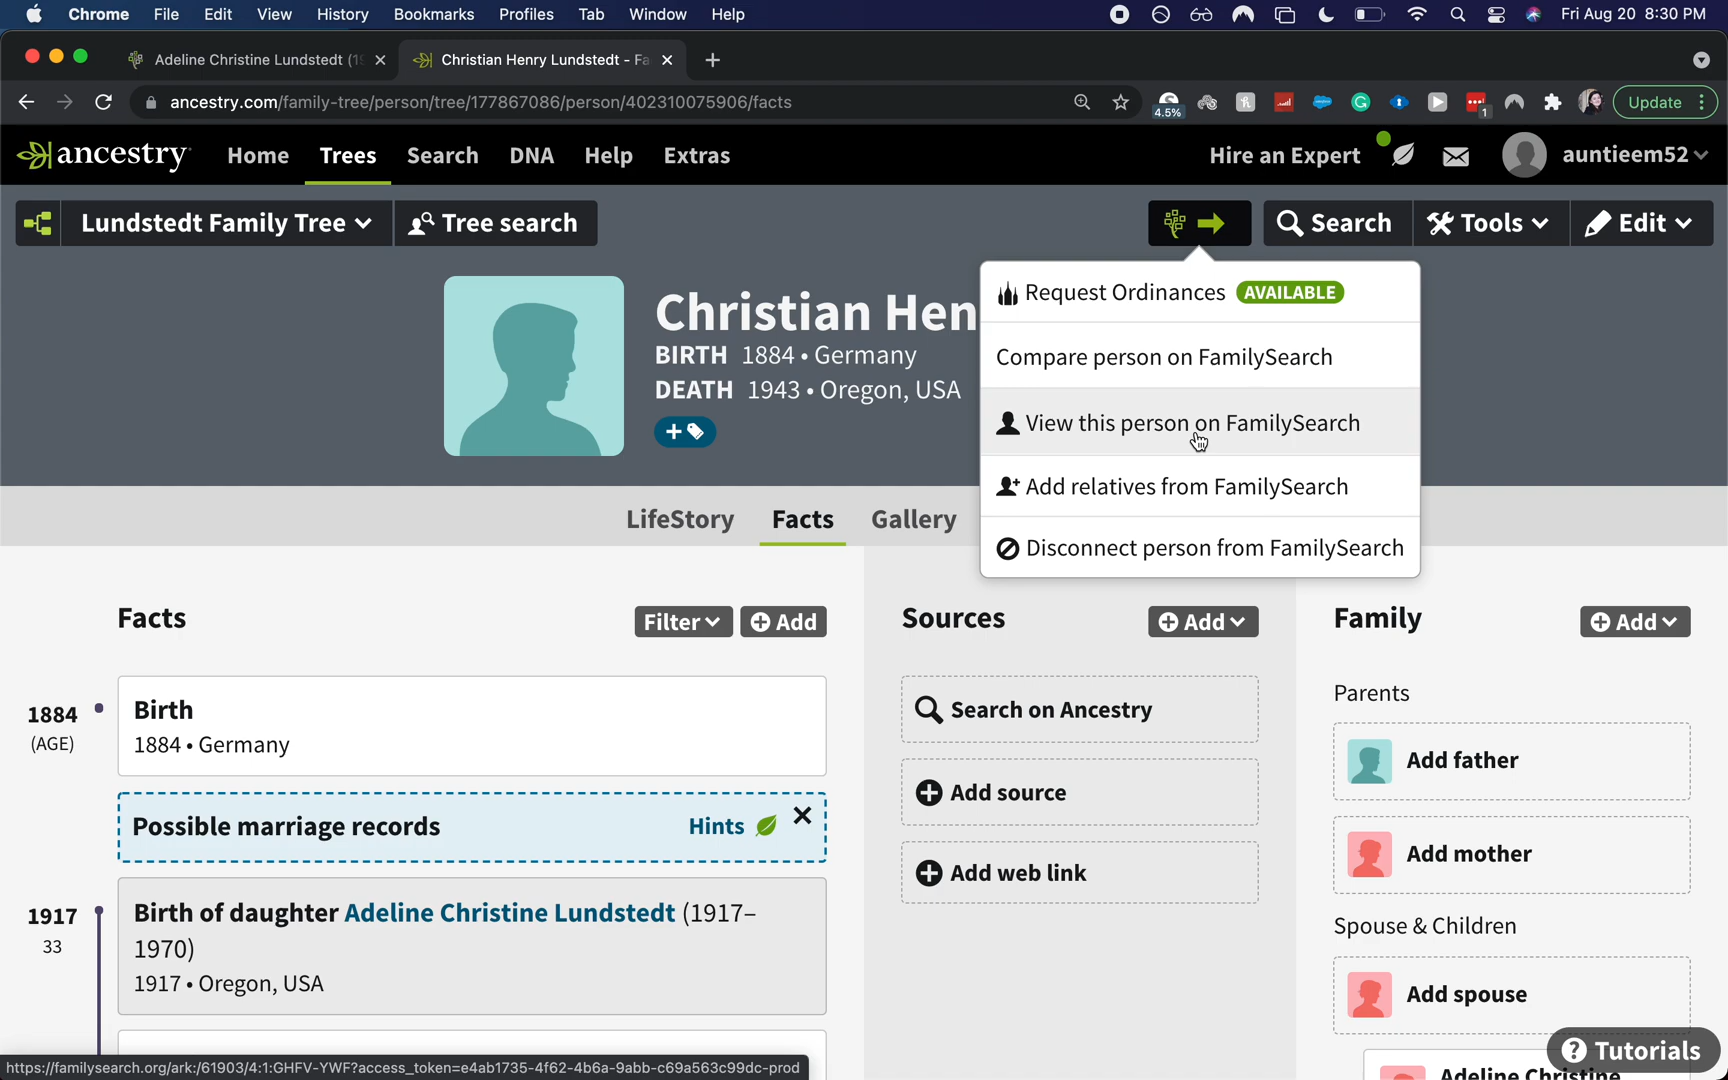 Chrome File Edit View History Bookmarks Profiles Tab Window Help Fri Aug 20 8:30 PM
Adeline Christine Lundstedt (19 Christian Henry Lundstedt - Fa
ancestry.com/family-tree/person/tree/177867086/person/402310075906/facts 4.5% 1 Update
ancestry Home Trees Search DNA Help Extras Hire an Expert auntieem52
Lundstedt Family Tree Tree search Search Tools Edit
Request Ordinances AVAILABLE
Christian Hen
BIRTH 1884 • Germany
DEATH 1943 • Oregon, USA
Compare person on FamilySearch
View this person on FamilySearch
Add relatives from FamilySearch
Disconnect person from FamilySearch
LifeStory Facts Gallery
Facts Filter Add
1884
(AGE)
Birth
1884 • Germany
Possible marriage records Hints
1917
33
Birth of daughter Adeline Christine Lundstedt (1917–
1970)
1917 • Oregon, USA
Sources Add
Search on Ancestry
Add source
Add web link
Family Add
Parents
Add father
Add mother
Spouse & Children
Add spouse
Adeline Christine
Tutorials
https://familysearch.org/ark:/61903/4:1:GHFV-YWF?access_token=e4ab1735-4f62-4b6a-9abb-c69a563c99dc-prod